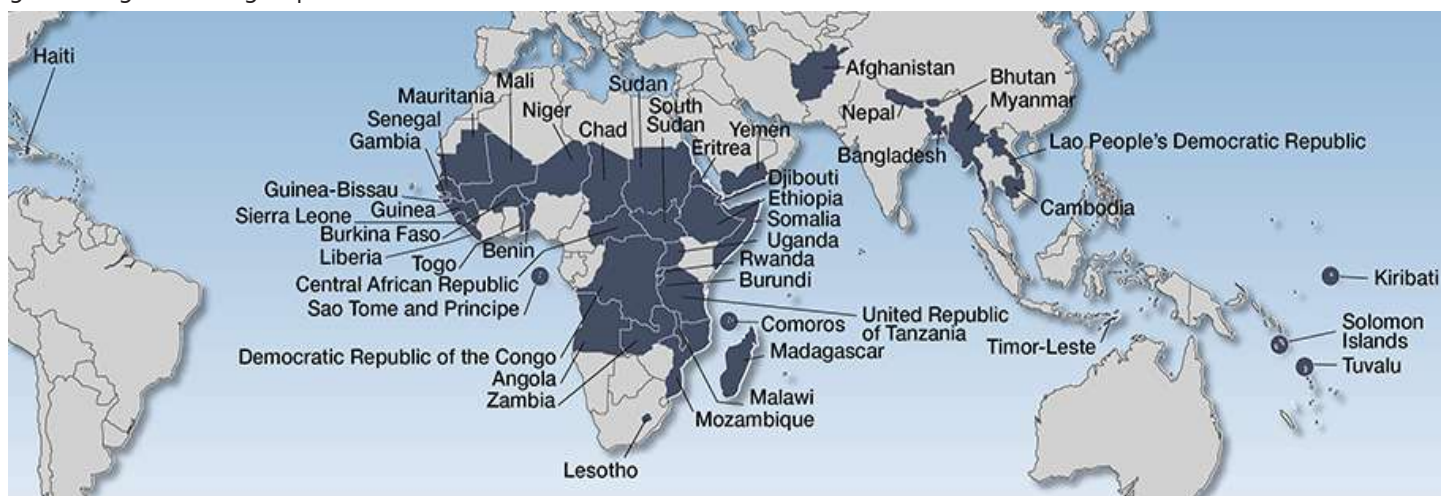 Haiti
Mali
Sudan
Mauritania
Niger
South
Sudan
Senegal
Chad
Yemen
Gambia
Eritrea
Afghanistan
Bhutan
Nepal
Myanmar
Bangladesh
Lao People's Democratic Republic
Cambodia
Djibouti
Ethiopia
Somalia
Uganda
Rwanda
Burundi
Guinea-Bissau
Guinea
Sierra Leone
Burkina Faso
Liberia
Benin
Togo
Central African Republic
Sao Tome and Principe
United Republic
of Tanzania
Comoros
Madagascar
Kiribati
Solomon
Islands
Timor-Leste
Tuvalu
Democratic Republic of the Congo
Angola
Zambia
Malawi
Mozambique
Lesotho